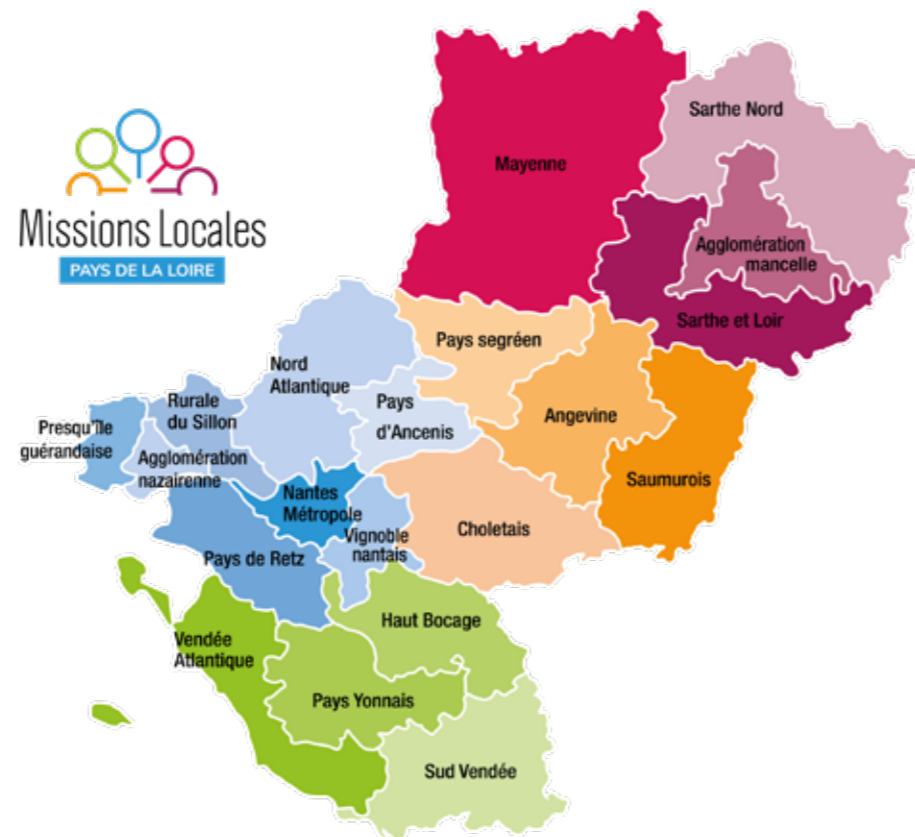 Missions Locales
PAYS DE LA LOIRE
Sarthe Nord
Mayenne
Agglomération
mancelle
Sarthe et Loir
Pays segréen
Nord
Atlantique
Rurale
du Sillon
Pays
d'Ancenis
Angevine
Presqu'île
guérandaise
Agglomération
nazairenne
Saumurois
Nantes
Métropole
Choletais
Vignoble
nantais
Pays de Retz
Haut Bocage
Vendée
Atlantique
Pays Yonnais
Sud Vendée